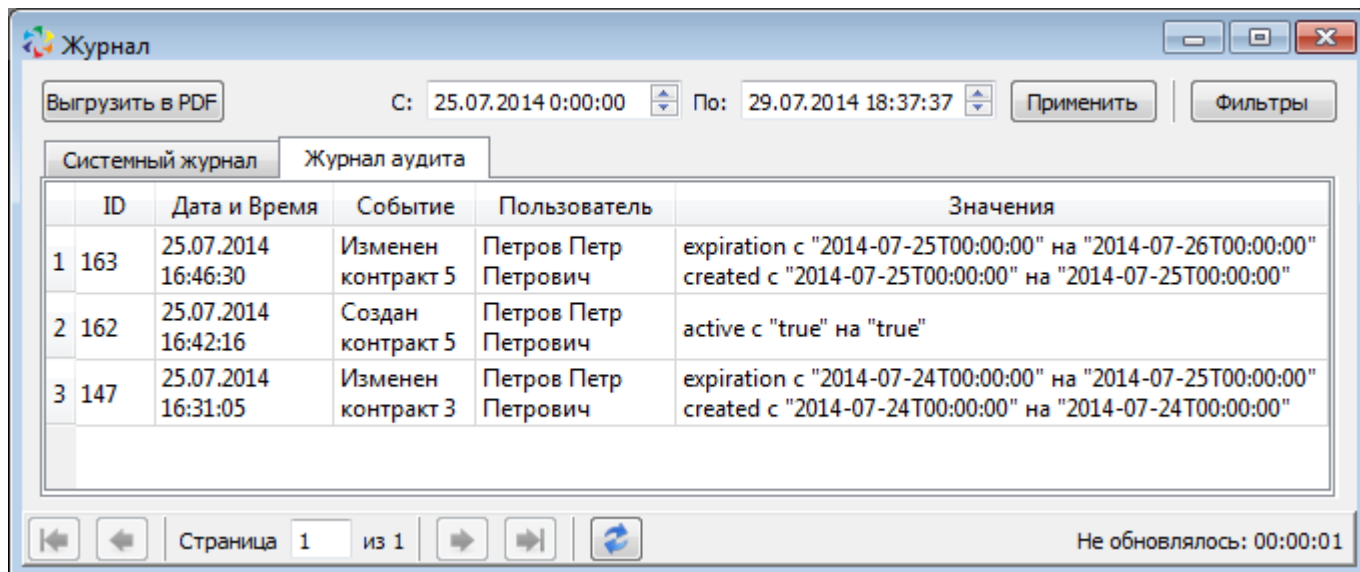 Журнал
Выгрузить в PDF С: 25.07.2014 0:00:00 По: 29.07.2014 18:37:37 Применить Фильтры
Системный журнал Журнал аудита
ID Дата и Время Событие Пользователь Значения
1 163 25.07.2014 16:46:30 Изменен контракт 5 Петров Петр Петрович expiration с "2014-07-25T00:00:00" на "2014-07-26T00:00:00"
created с "2014-07-25T00:00:00" на "2014-07-25T00:00:00"
2 162 25.07.2014 16:42:16 Создан контракт 5 Петров Петр Петрович active с "true" на "true"
3 147 25.07.2014 16:31:05 Изменен контракт 3 Петров Петр Петрович expiration с "2014-07-24T00:00:00" на "2014-07-25T00:00:00"
created с "2014-07-24T00:00:00" на "2014-07-24T00:00:00"
Страница 1 из 1 Не обновлялось: 00:00:01